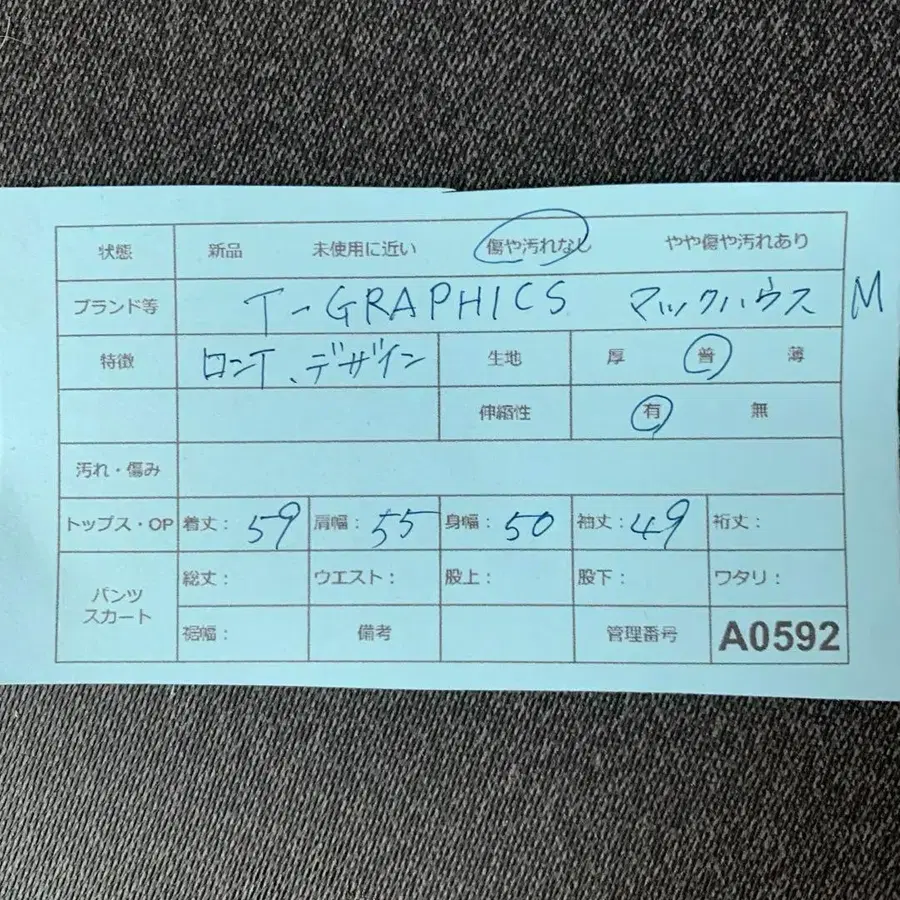 状態 新品 未使用に近い 傷や汚れなし やや傷や汚れあり
ブランド等 T-GRAPHICS マックハウス M
特徴 ロンT、デザイン 生地 厚 普 薄
伸縮性 有 無
汚れ・傷み
トップス・OP 着丈: 59 肩幅: 55 身幅: 50 袖丈: 49 裄丈:
パンツ
スカート
総丈: ウエスト: 股上: 股下: ワタリ:
裾幅: 備考 管理番号 A0592